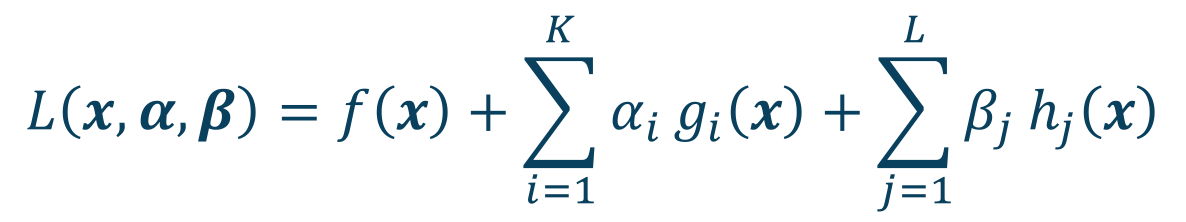 L(x, α, β) = f(x) + ∑_{i=1}^{K} α_i g_i(x) + ∑_{j=1}^{L} β_j h_j(x)